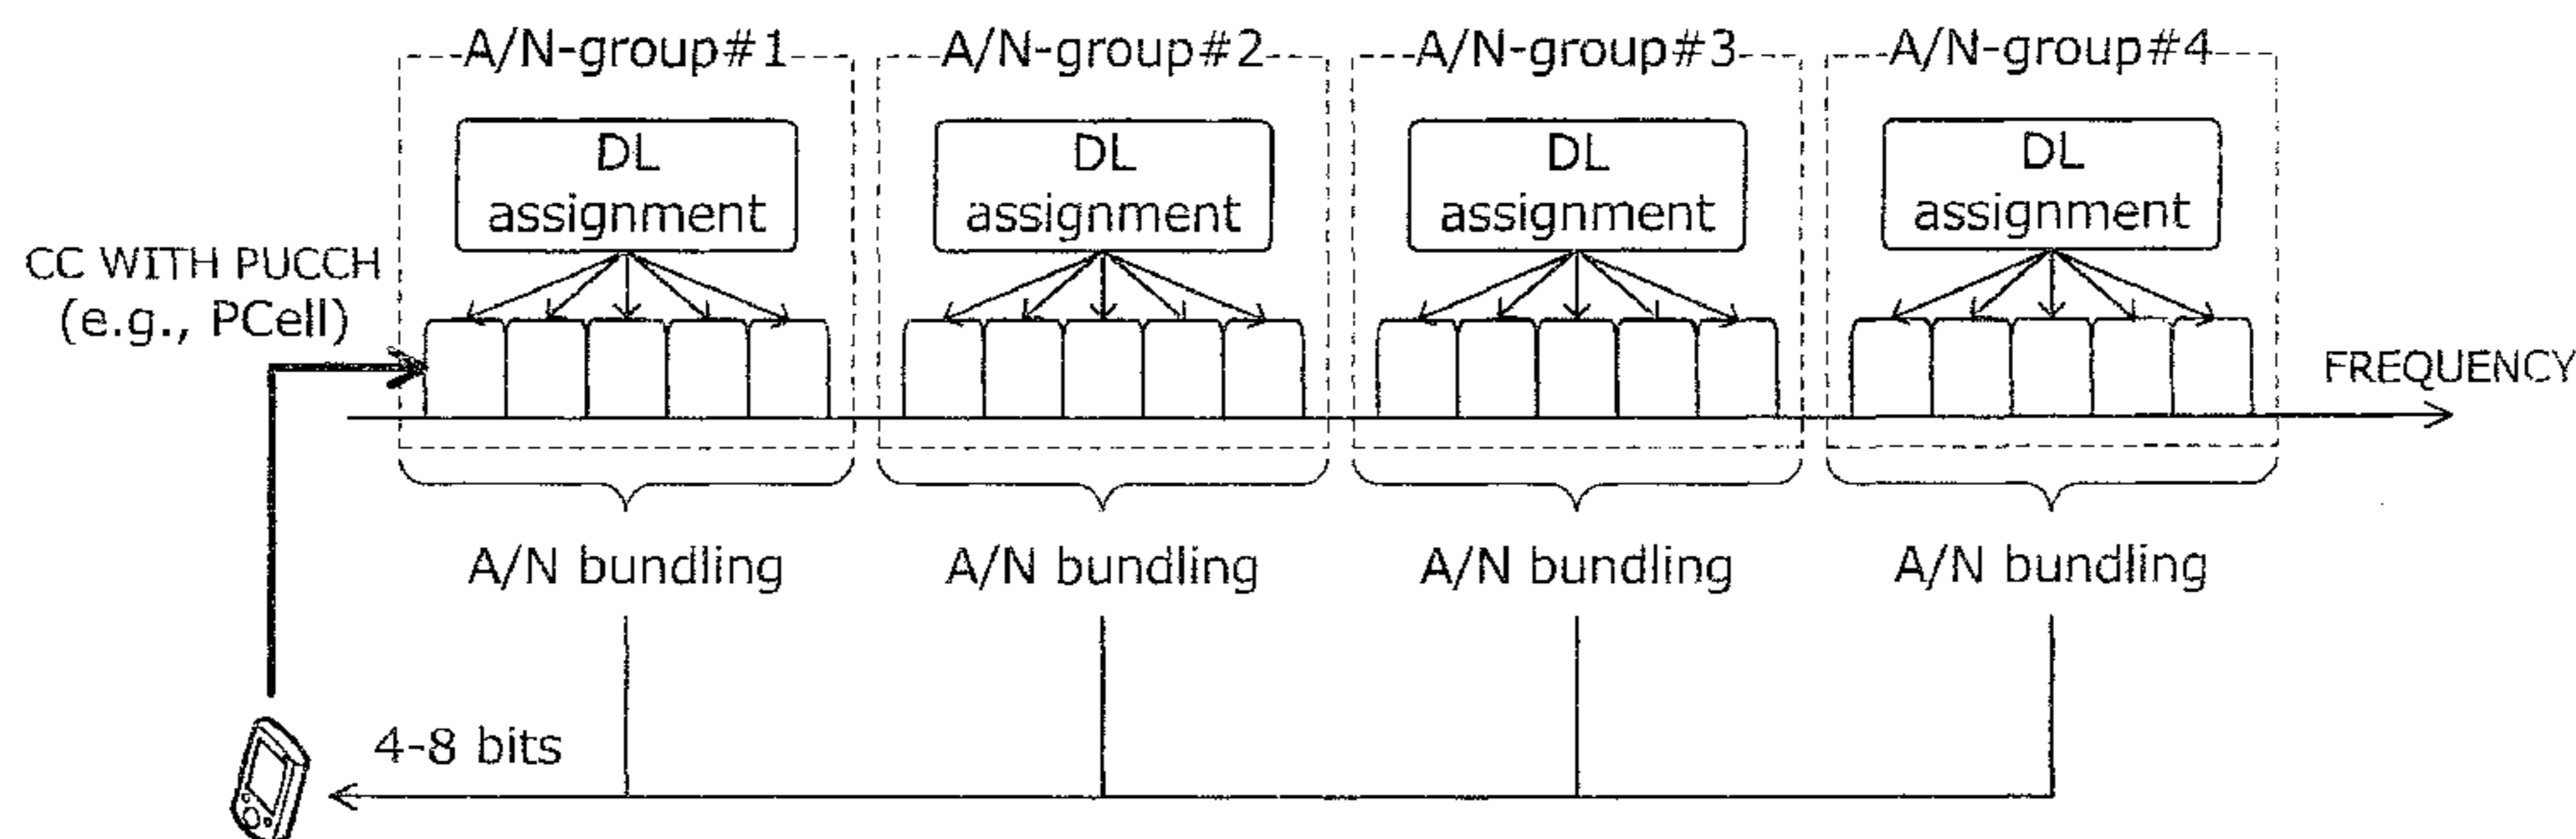 A/N-group#1
A/N-group#2
A/N-group#3
A/N-group#4
DL
assignment
DL
assignment
DL
assignment
DL
assignment
CC WITH PUCCH
(e.g., PCell)
FREQUENCY
A/N bundling
A/N bundling
A/N bundling
A/N bundling
4-8 bits